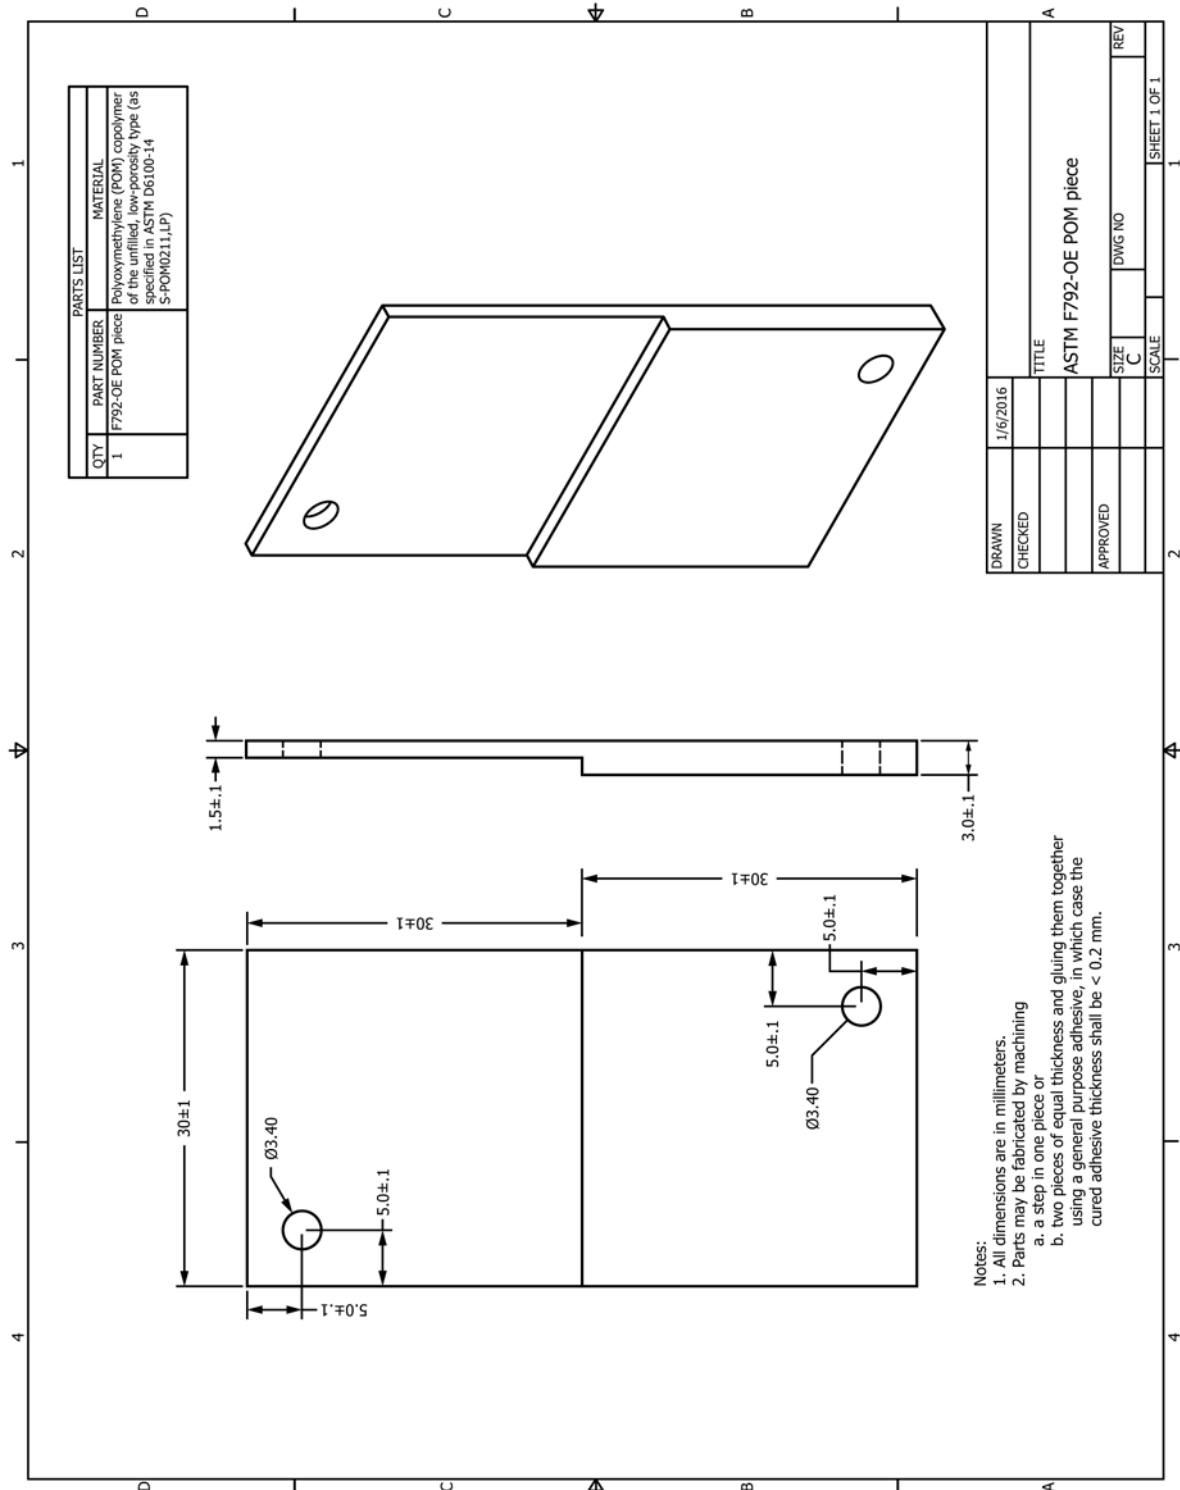 PARTS LIST
QTY PART NUMBER MATERIAL
1 F792-OE POM piece Polyoxymethylene (POM) copolymer
of the unfilled, low-porosity type (as
specified in ASTM D6100-14
S-POM0211,LP)
4 3 2 1
D
C
B
A
30±1
Ø3.40
5.0±.1
5.0±.1
30±1
30±1
5.0±.1
5.0±.1
Ø3.40
1.5±.1
3.0±.1
Notes:
1. All dimensions are in millimeters.
2. Parts may be fabricated by machining
a. a step in one piece or
b. two pieces of equal thickness and gluing them together
using a general purpose adhesive, in which case the
cured adhesive thickness shall be < 0.2 mm.
DRAWN 1/6/2016
CHECKED
APPROVED
TITLE
ASTM F792-OE POM piece
SIZE
C
DWG NO
REV
SCALE
SHEET 1 OF 1
D
C
B
A
4 3 2 1